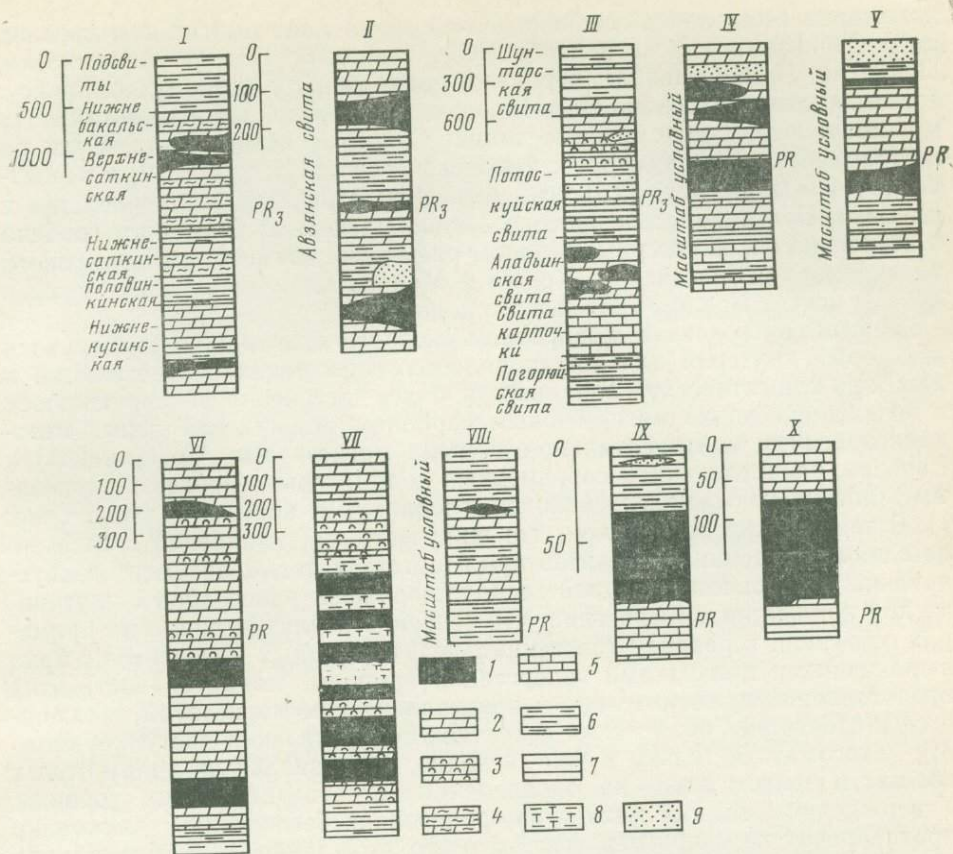 I
0
500
1000
Подсви-
ты
Нижне
бакальс-
кая
Верхне-
саткин-
ская
Нижне-
саткин-
ская
Половин-
кинская
Нижне-
кусинс-
кая
PR3
II
0
100
200
Авзянская свита
PR3
III
0
300
600
Шун-
тарс-
кая
свита
Потос-
куйская
свита
Аладьин-
ская
свита
Свита
карточ-
ки
Погорюй-
ская
свита
PR3
IV
Масштаб условный
PR
V
Масштаб условный
PR
VI
0
100
200
300
PR
VII
0
100
200
300
VIII
Масштаб условный
PR
IX
0
50
PR
X
0
50
100
PR
1
2
3
4
5
6
7
8
9